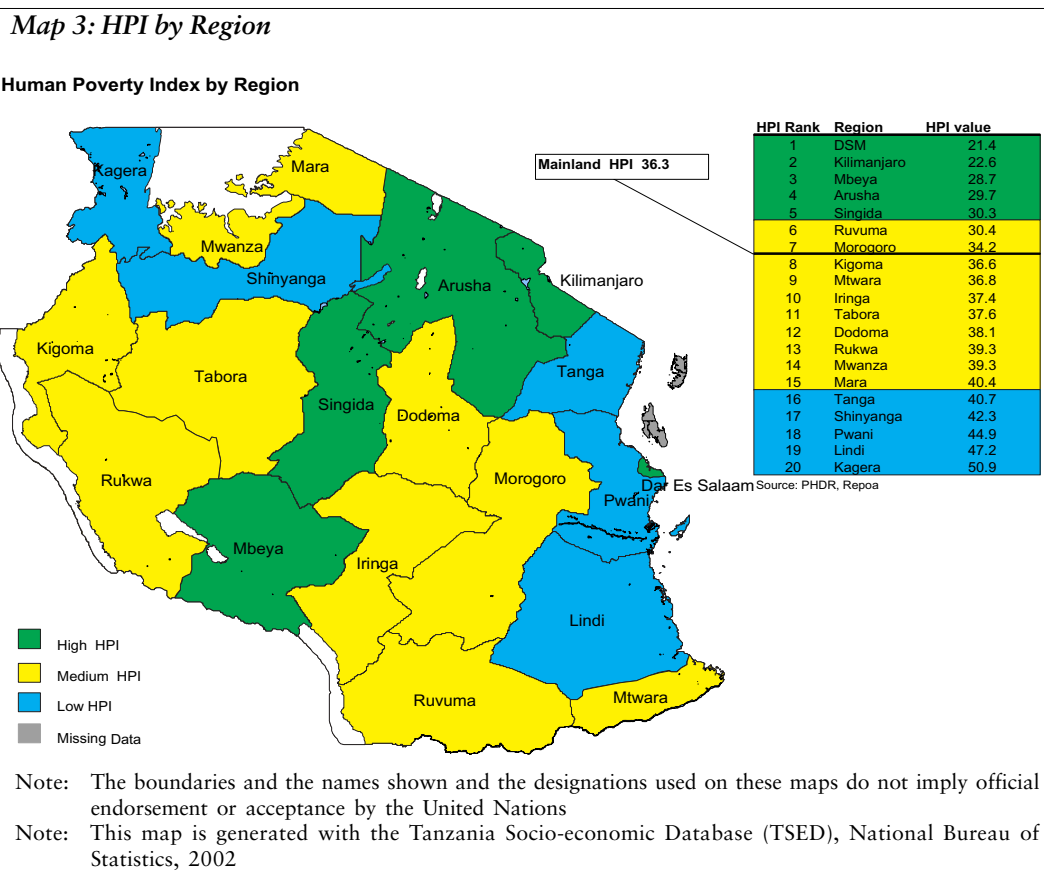 Map 3: HPI by Region
Human Poverty Index by Region
Mainland HPI 36.3
HPI Rank Region HPI value
1 DSM 21.4
2 Kilimanjaro 22.6
3 Mbeya 28.7
4 Arusha 29.7
5 Singida 30.3
6 Ruvuma 30.4
7 Morogoro 34.2
8 Kigoma 36.6
9 Mtwara 36.8
10 Iringa 37.4
11 Tabora 37.6
12 Dodoma 38.1
13 Rukwa 39.3
14 Mwanza 39.3
15 Mara 40.4
16 Tanga 40.7
17 Shinyanga 42.3
18 Pwani 44.9
19 Lindi 47.2
20 Kagera 50.9
Source: PHDR, Repoa
Kagera
Mara
Mwanza
Shinyanga
Arusha
Kilimanjaro
Kigoma
Tabora
Singida
Dodoma
Tanga
Rukwa
Morogoro
Dar Es Salaam
Pwani
Mbeya
Iringa
Lindi
Ruvuma
Mtwara
High HPI
Medium HPI
Low HPI
Missing Data
Note: The boundaries and the names shown and the designations used on these maps do not imply official
endorsement or acceptance by the United Nations
Note: This map is generated with the Tanzania Socio-economic Database (TSED), National Bureau of
Statistics, 2002